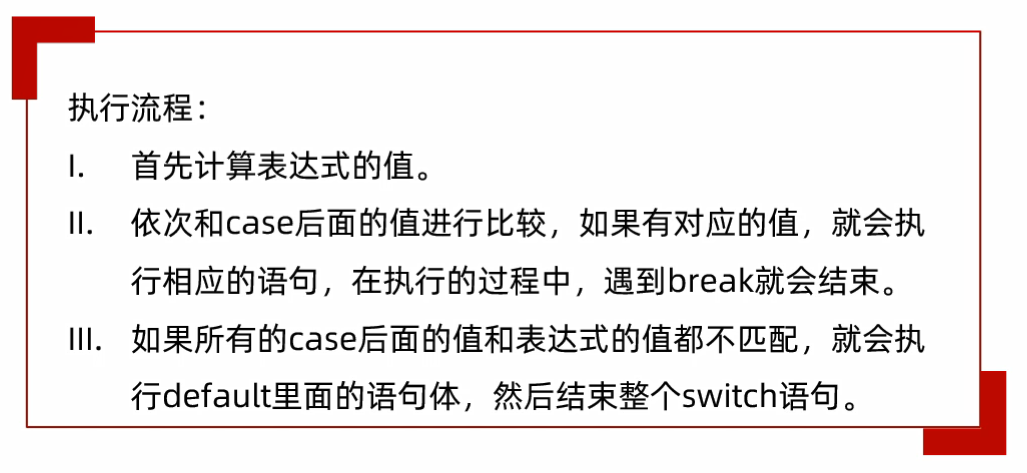 执行流程：
I. 首先计算表达式的值。
II. 依次和case后面的值进行比较，如果有对应的值，就会执
行相应的语句，在执行的过程中，遇到break就会结束。
III. 如果所有的case后面的值和表达式的值都不匹配，就会执
行default里面的语句体，然后结束整个switch语句。